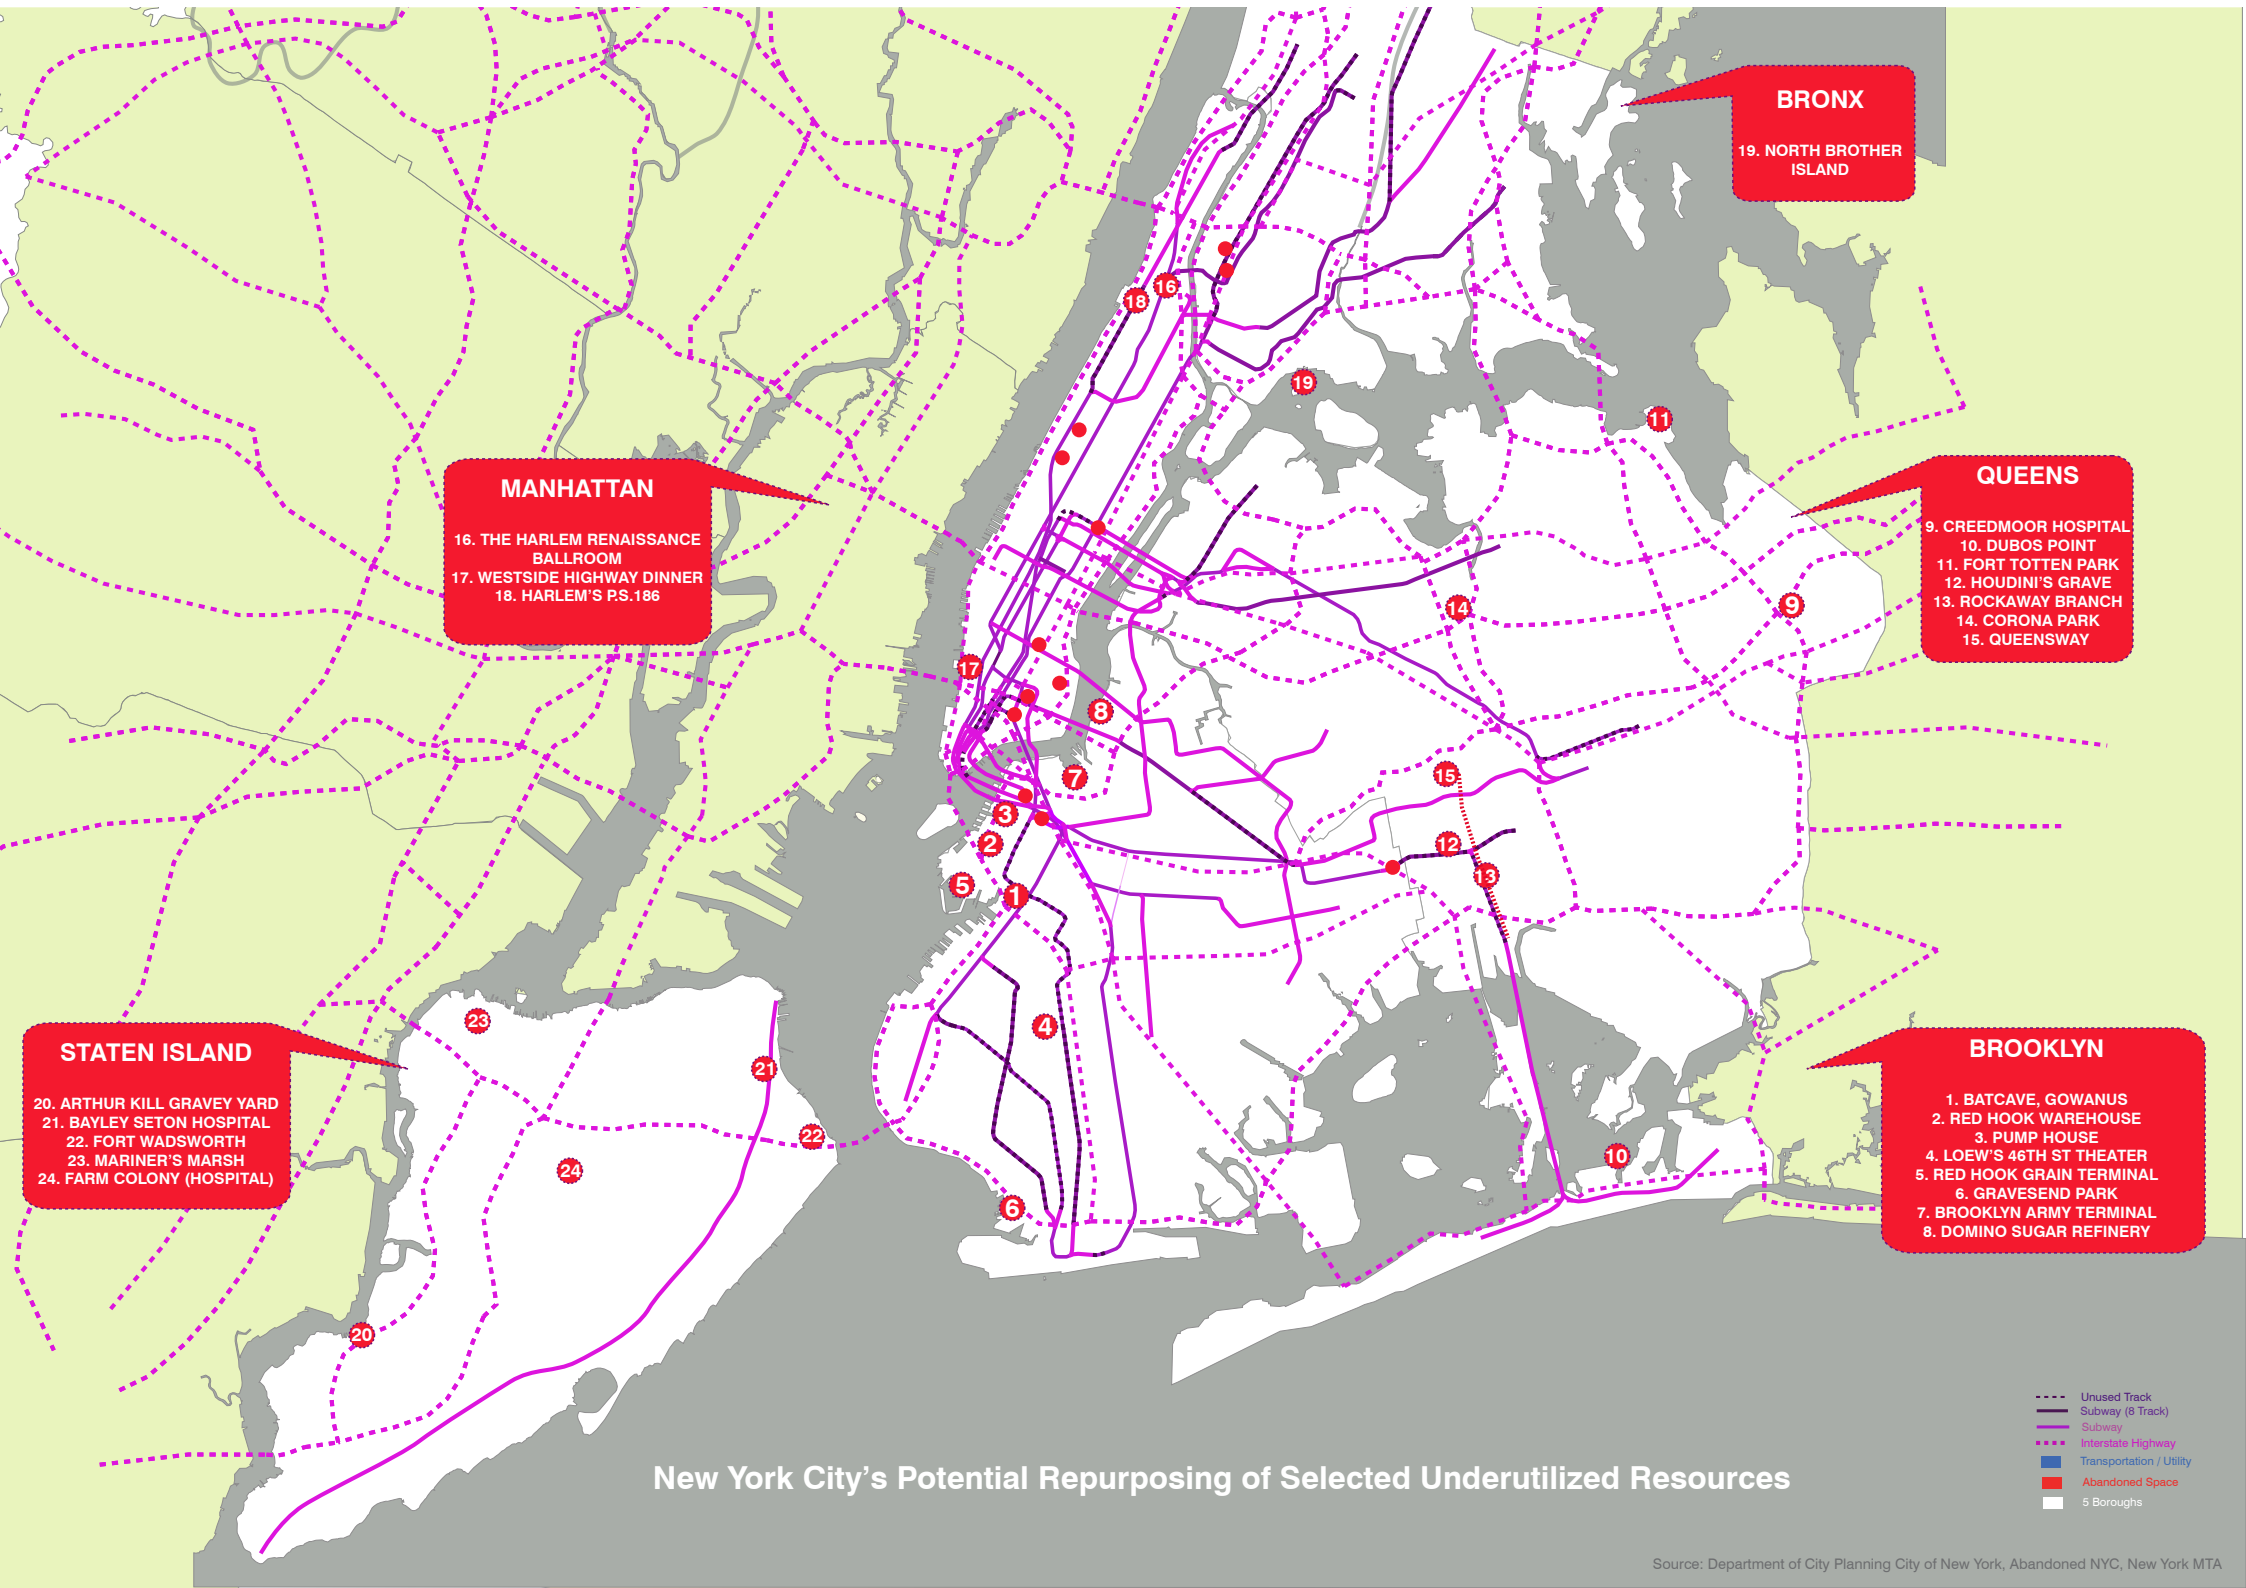 BRONX
19. NORTH BROTHER
ISLAND
18
16
19
11
MANHATTAN
16. THE HARLEM RENAISSANCE
BALLROOM
17. WESTSIDE HIGHWAY DINNER
18. HARLEM'S P.S.186
QUEENS
9. CREEDMOOR HOSPITAL
10. DUBOS POINT
11. FORT TOTTEN PARK
12. HOUDINI'S GRAVE
13. ROCKAWAY BRANCH
14. CORONA PARK
15. QUEENSWAY
14
9
17
8
7
15
3
2
12
5
1
13
23
4
21
22
24
10
6
20
STATEN ISLAND
20. ARTHUR KILL GRAVEY YARD
21. BAYLEY SETON HOSPITAL
22. FORT WADSWORTH
23. MARINER'S MARSH
24. FARM COLONY (HOSPITAL)
BROOKLYN
1. BATCAVE, GOWANUS
2. RED HOOK WAREHOUSE
3. PUMP HOUSE
4. LOEW'S 46TH ST THEATER
5. RED HOOK GRAIN TERMINAL
6. GRAVESEND PARK
7. BROOKLYN ARMY TERMINAL
8. DOMINO SUGAR REFINERY
Unused Track
Subway (8 Track)
Subway
Interstate Highway
Transportation / Utility
Abandoned Space
5 Boroughs
New York City's Potential Repurposing of Selected Underutilized Resources
Source: Department of City Planning City of New York, Abandoned NYC, New York MTA